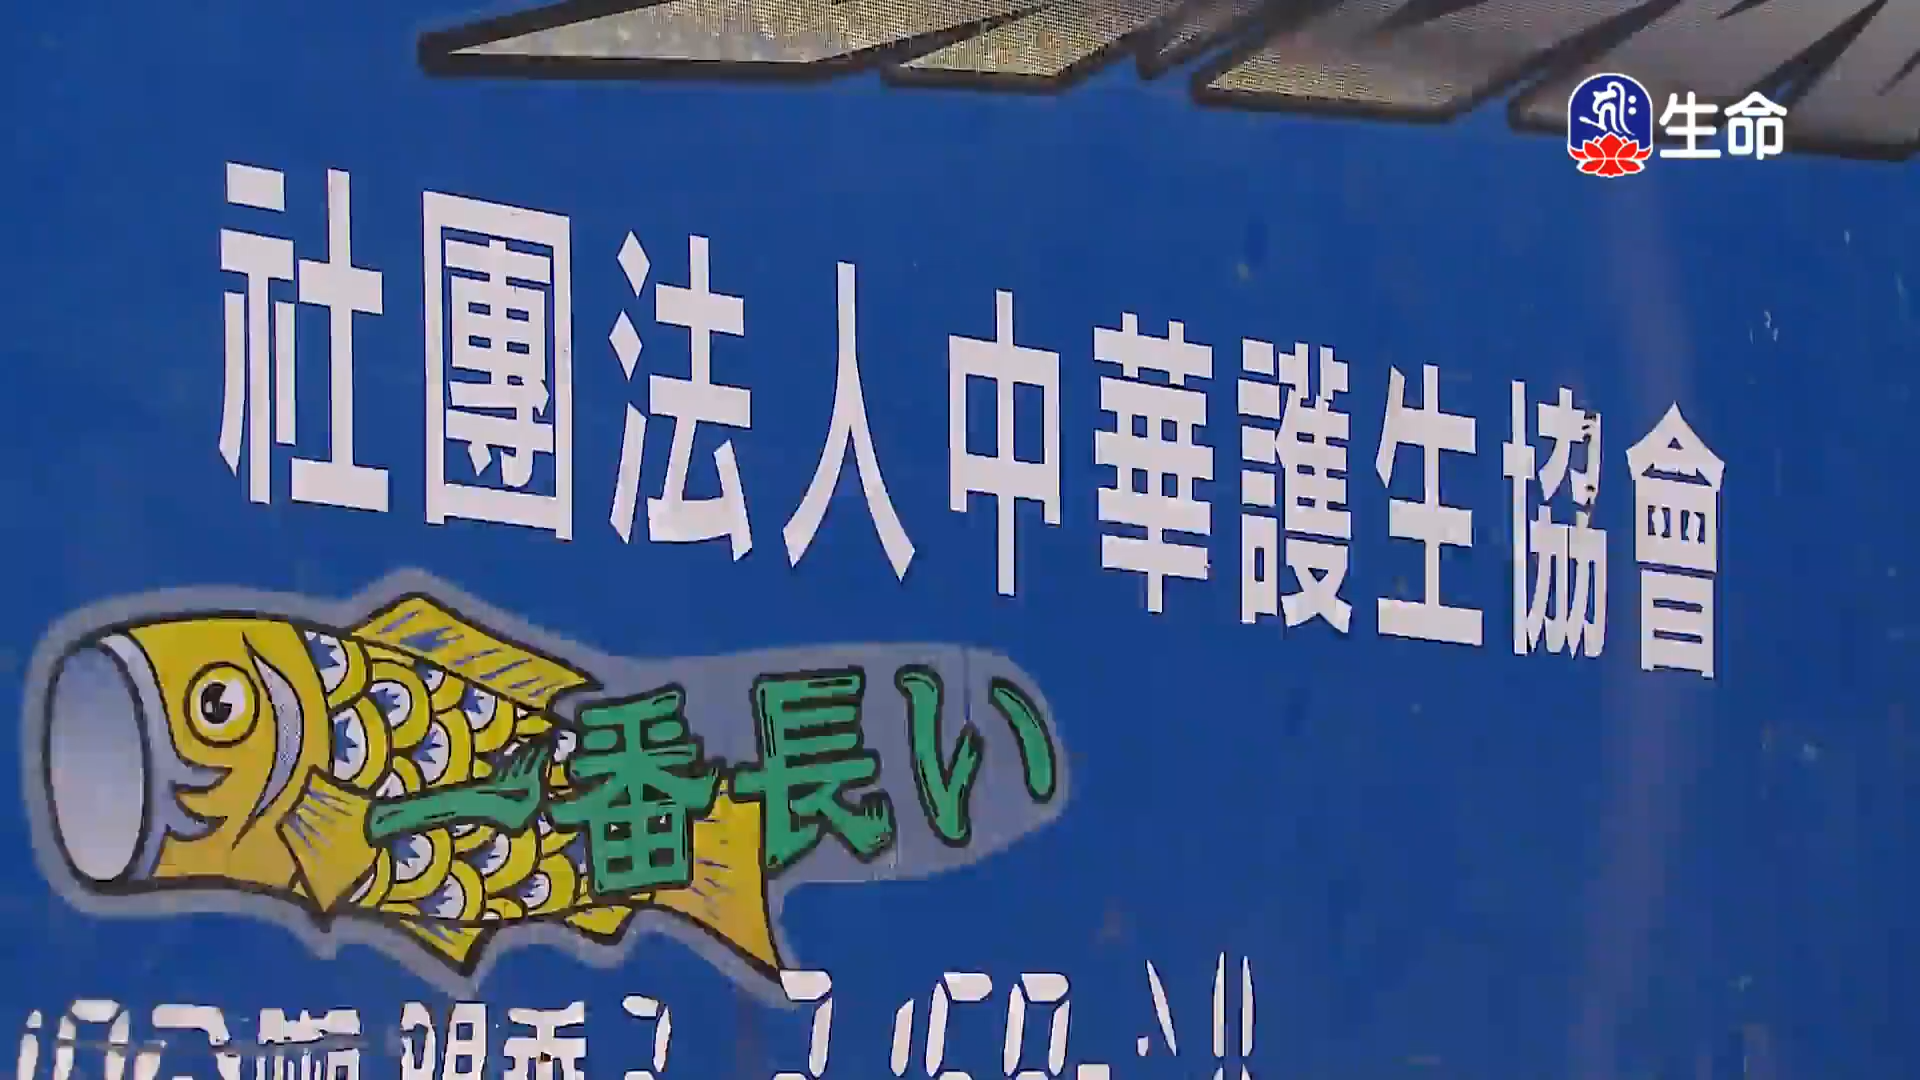 生命
社團法人中華護生協會
一番長い